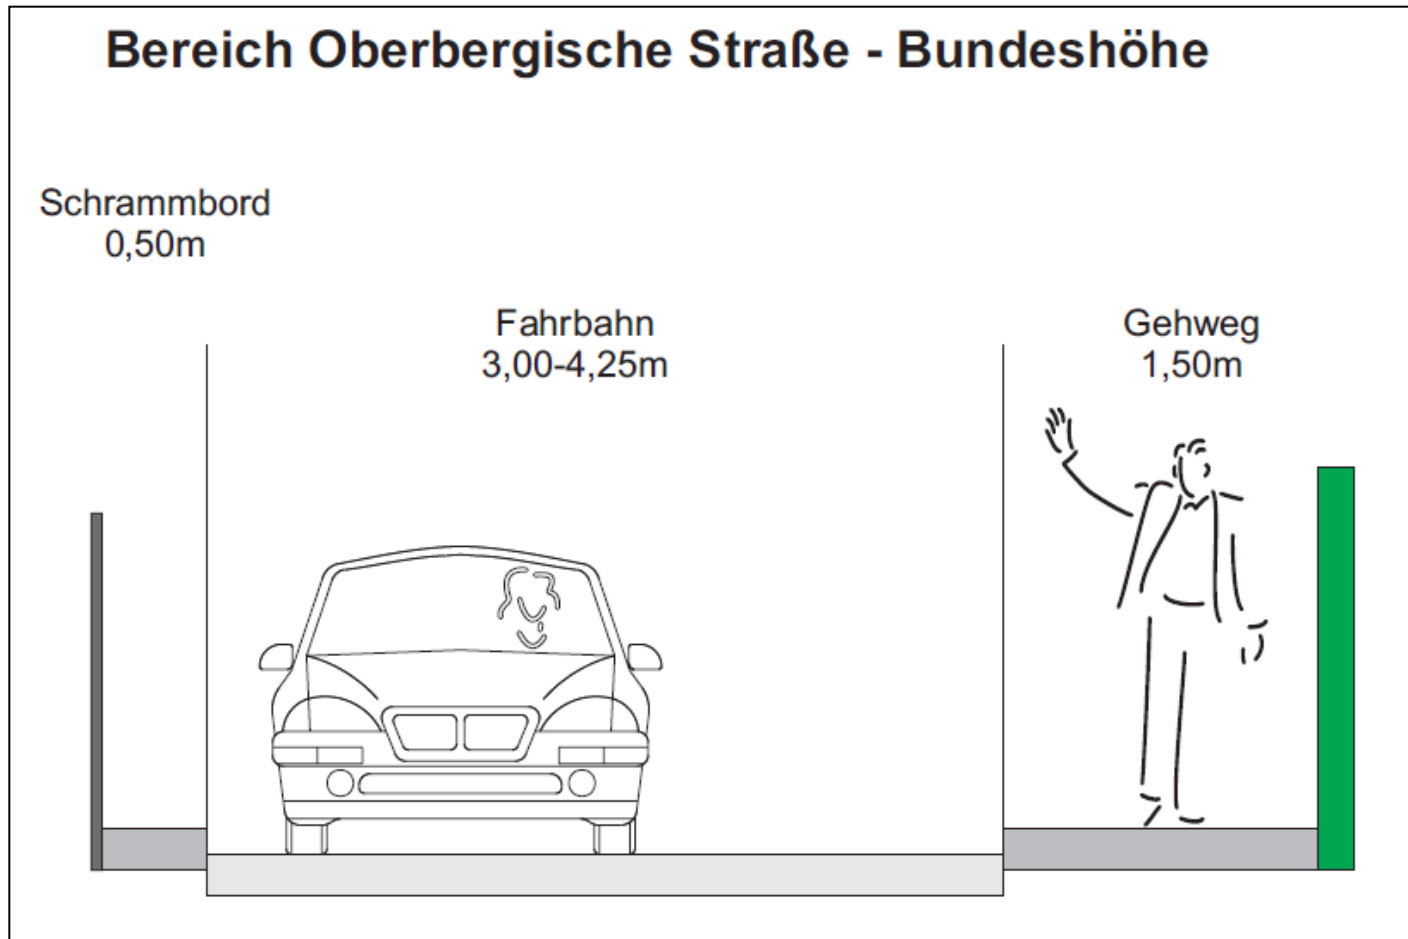 Bereich Oberbergische Straße - Bundeshöhe
Schrammbord
0,50m
Fahrbahn
3,00-4,25m
Gehweg
1,50m